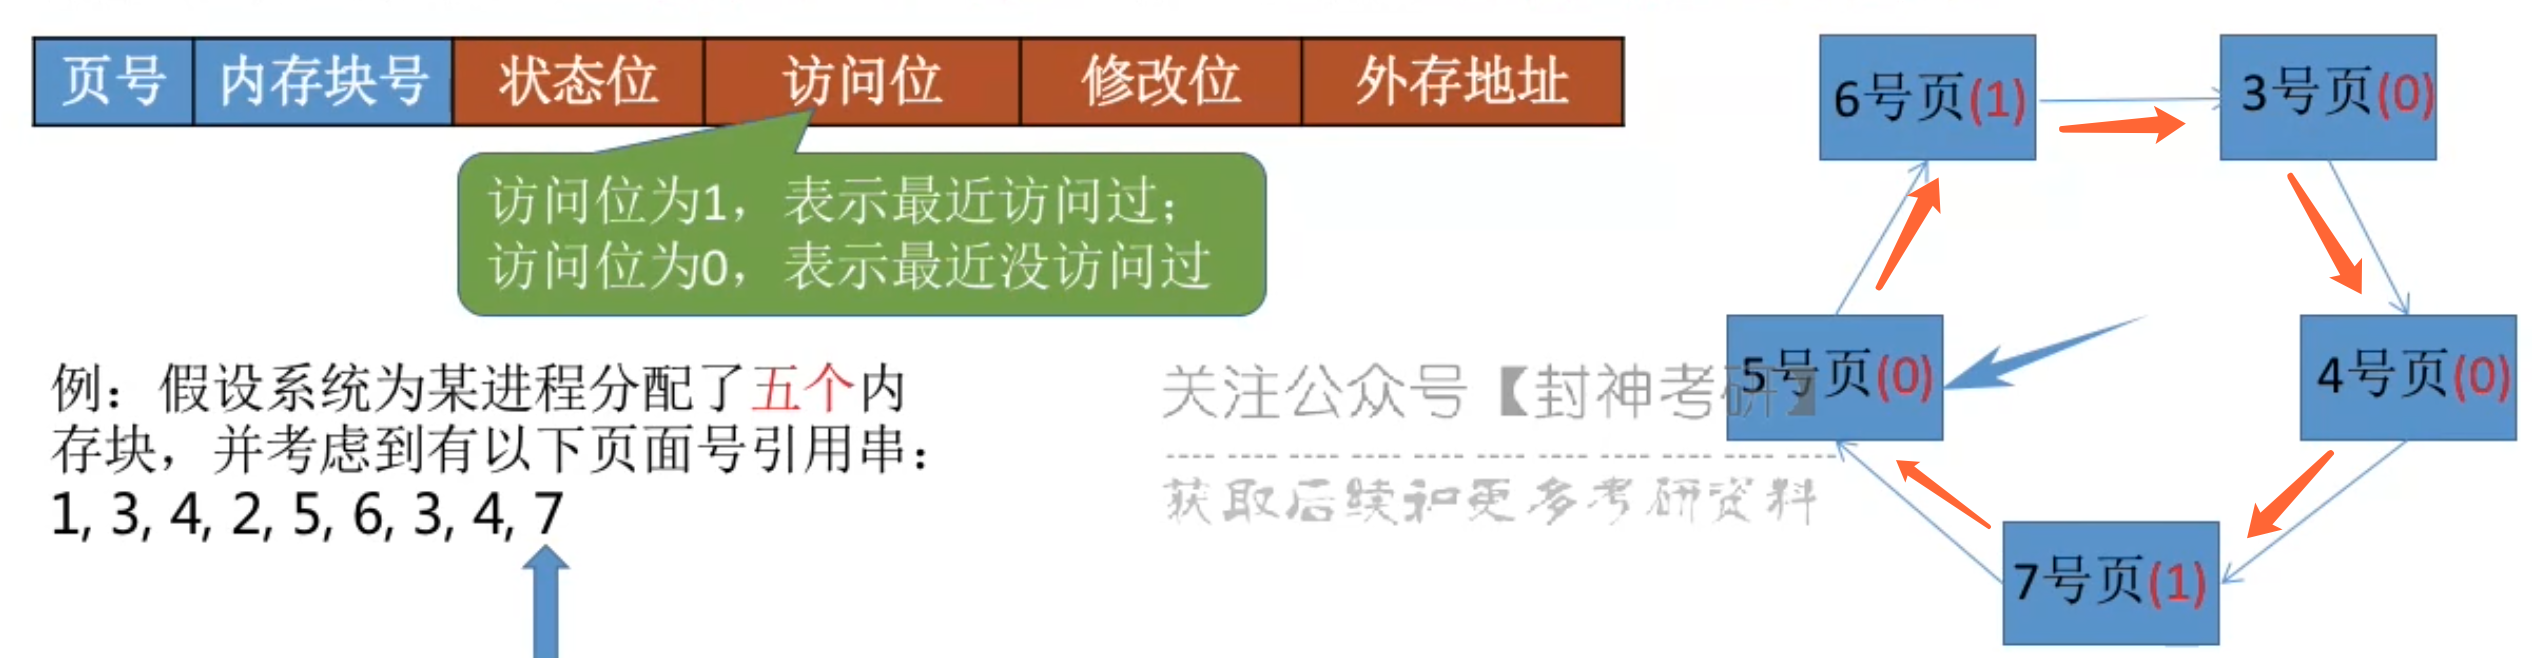 页号 内存块号 状态位 访问位 修改位 外存地址
访问位为1，表示最近访问过；
访问位为0，表示最近没访问过
例：假设系统为某进程分配了五个内
存块，并考虑到有以下页面号引用串：
1, 3, 4, 2, 5, 6, 3, 4, 7
关注公众号【封神考研】
获取后续和更多考研资料
6号页(1)
3号页(0)
5号页(0)
4号页(0)
7号页(1)